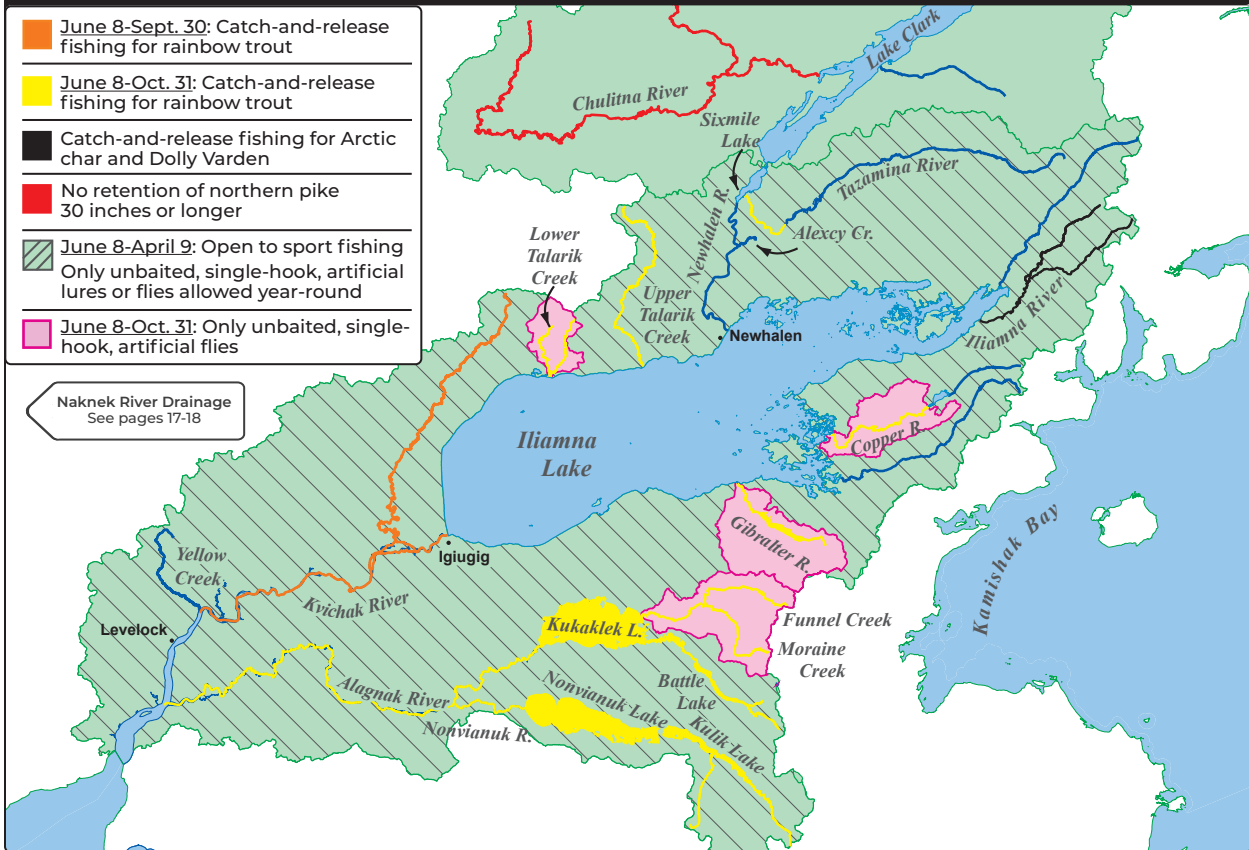 June 8-Sept. 30: Catch-and-release
fishing for rainbow trout
June 8-Oct. 31: Catch-and-release
fishing for rainbow trout
Catch-and-release fishing for Arctic
char and Dolly Varden
No retention of northern pike
30 inches or longer
June 8-April 9: Open to sport fishing
Only unbaited, single-hook, artificial
lures or flies allowed year-round
June 8-Oct. 31: Only unbaited, single-
hook, artificial flies
Naknek River Drainage
See pages 17-18
Lake Clark
Chulitna River
Sixmile
Lake
Tazamina River
Newhalen R.
Alexcy Cr.
Lower
Talarik
Creek
Upper
Talarik
Creek
Newhalen
Iliamna River
Iliamna
Lake
Copper R.
Gibralter R.
Kamishak Bay
Igiugig
Yellow
Creek
Kvichak River
Levelock
Funnel Creek
Moraine
Creek
Kukaklek L.
Battle
Lake
Alagnak River
Nonvianuk Lake
Nonvianuk R.
Kulik Lake